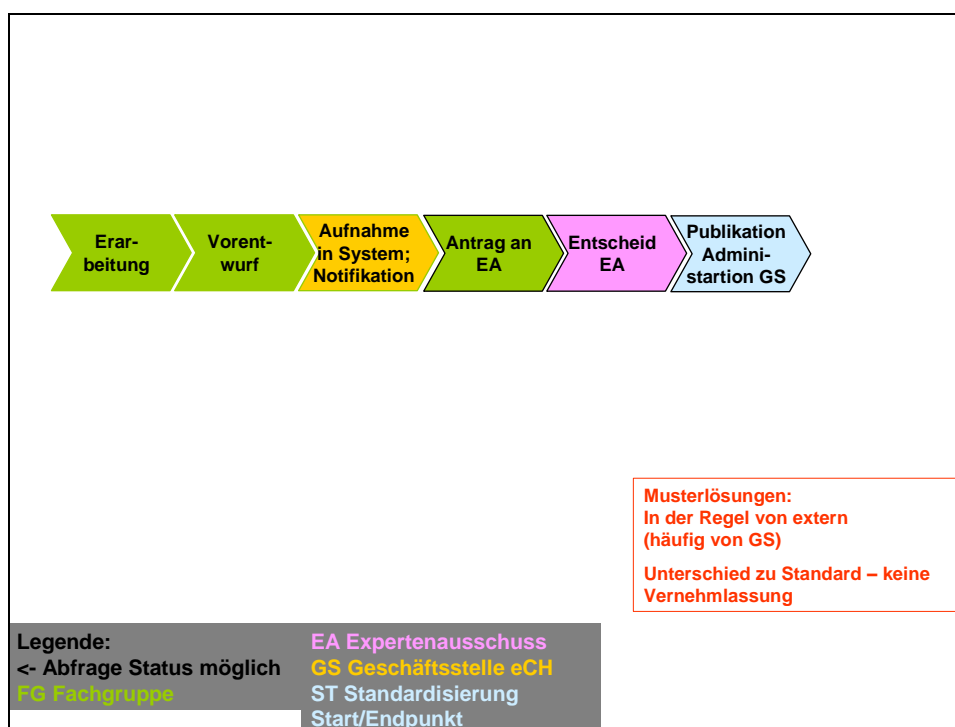 Erar-
beitung
Vorent-
wurf
Aufnahme
in System;
Notifikation
Antrag an
EA
Entscheid
EA
Publikation
Admini-
startion GS
Musterlösungen:
In der Regel von extern
(häufig von GS)
Unterschied zu Standard – keine
Vernehmlassung
Legende:
<- Abfrage Status möglich
FG Fachgruppe
EA Expertenausschuss
GS Geschäftsstelle eCH
ST Standardisierung
Start/Endpunkt